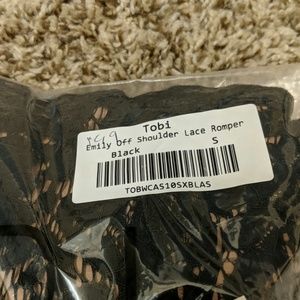 Tobi
Emily Off Shoulder Lace Romper
Black S
TOBWCAS10SXBLAS